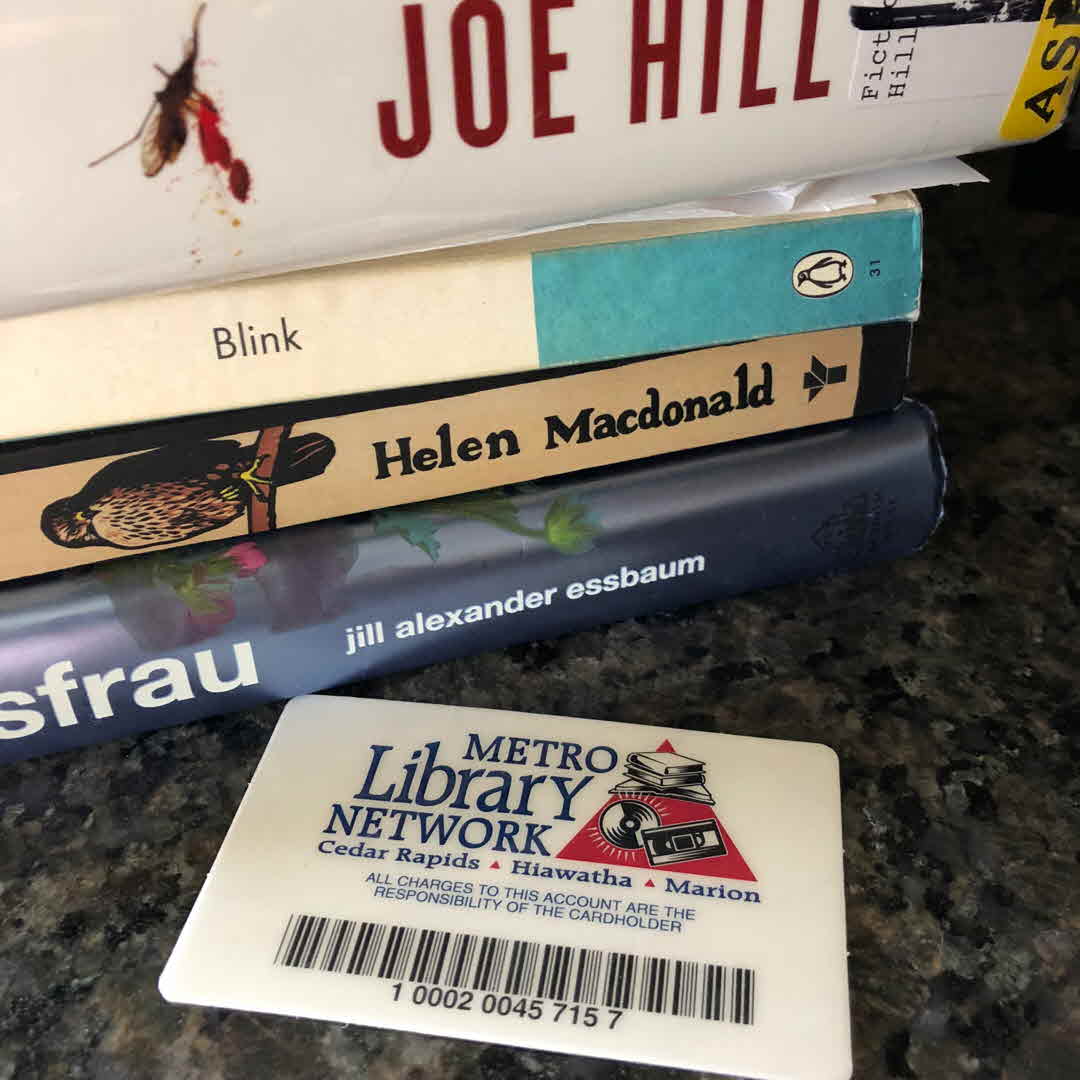 JOE HILL
Fict
Hill
AS
Blink
31
Helen Macdonald
sfrau
jill alexander essbaum
METRO
Library
NETWORK
Cedar Rapids ▲ Hiawatha ▲ Marion
ALL CHARGES TO THIS ACCOUNT ARE THE
RESPONSIBILITY OF THE CARDHOLDER
1 0002 0045 715 7